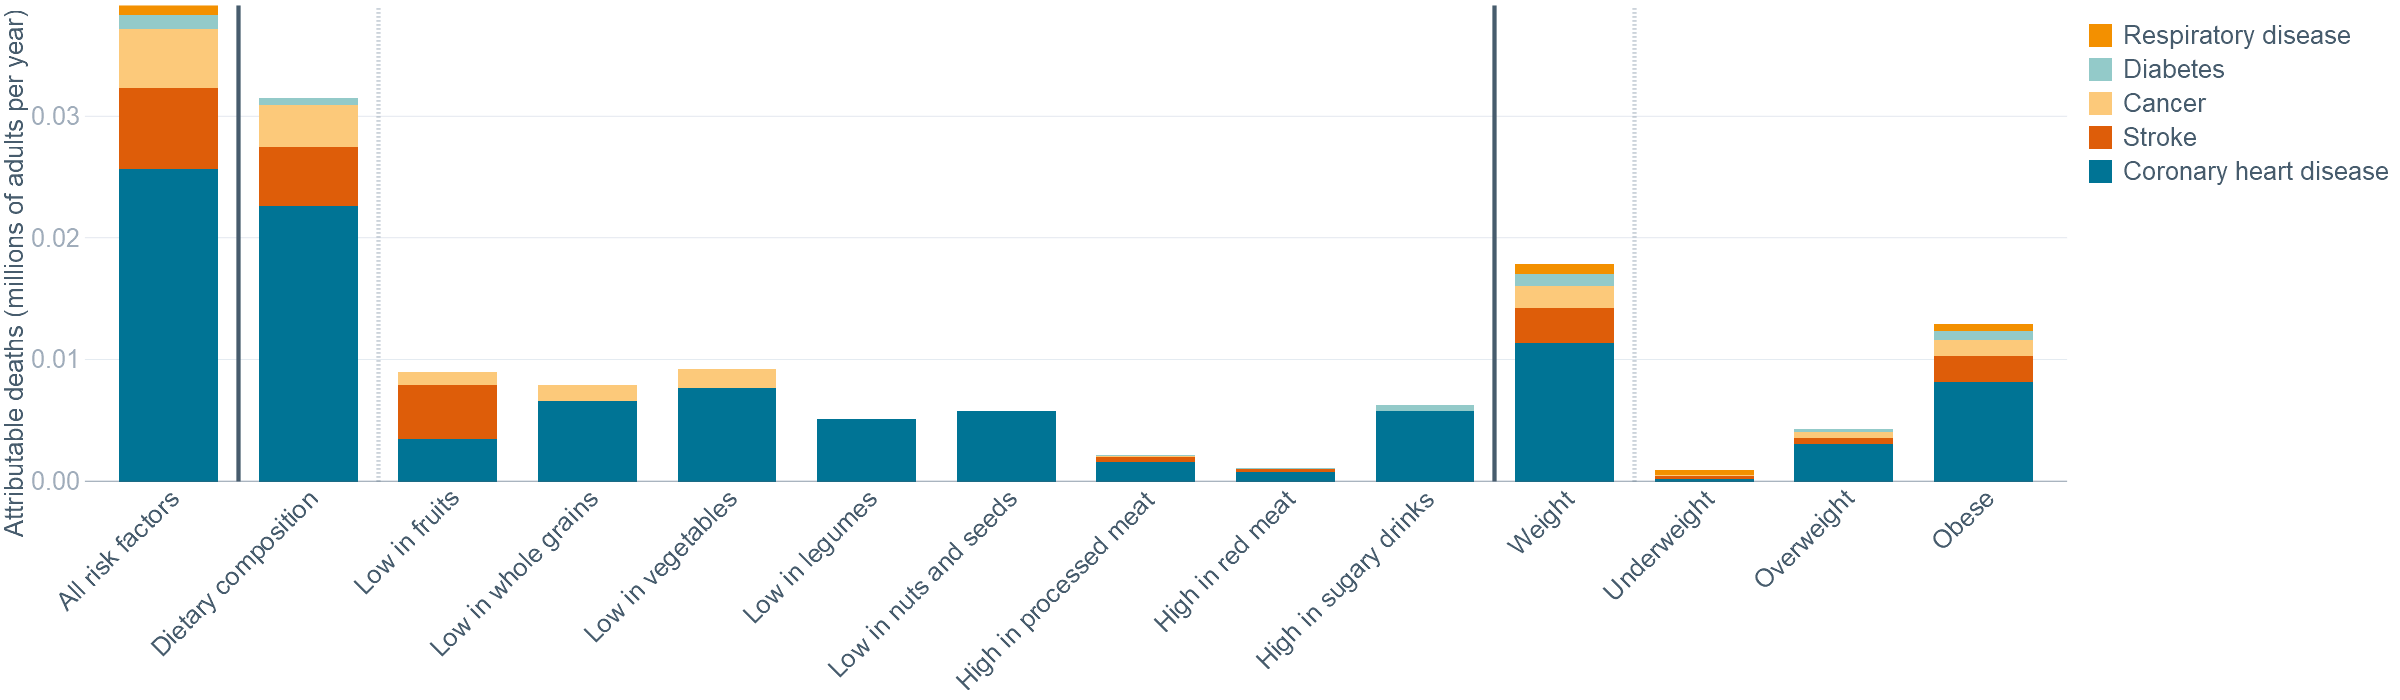 Attributable deaths (millions of adults per year)
0.03
0.02
0.01
0.00
All risk factors
Dietary composition
Low in fruits
Low in whole grains
Low in vegetables
Low in legumes
Low in nuts and seeds
High in processed meat
High in red meat
High in sugary drinks
Weight
Underweight
Overweight
Obese
Respiratory disease
Diabetes
Cancer
Stroke
Coronary heart disease